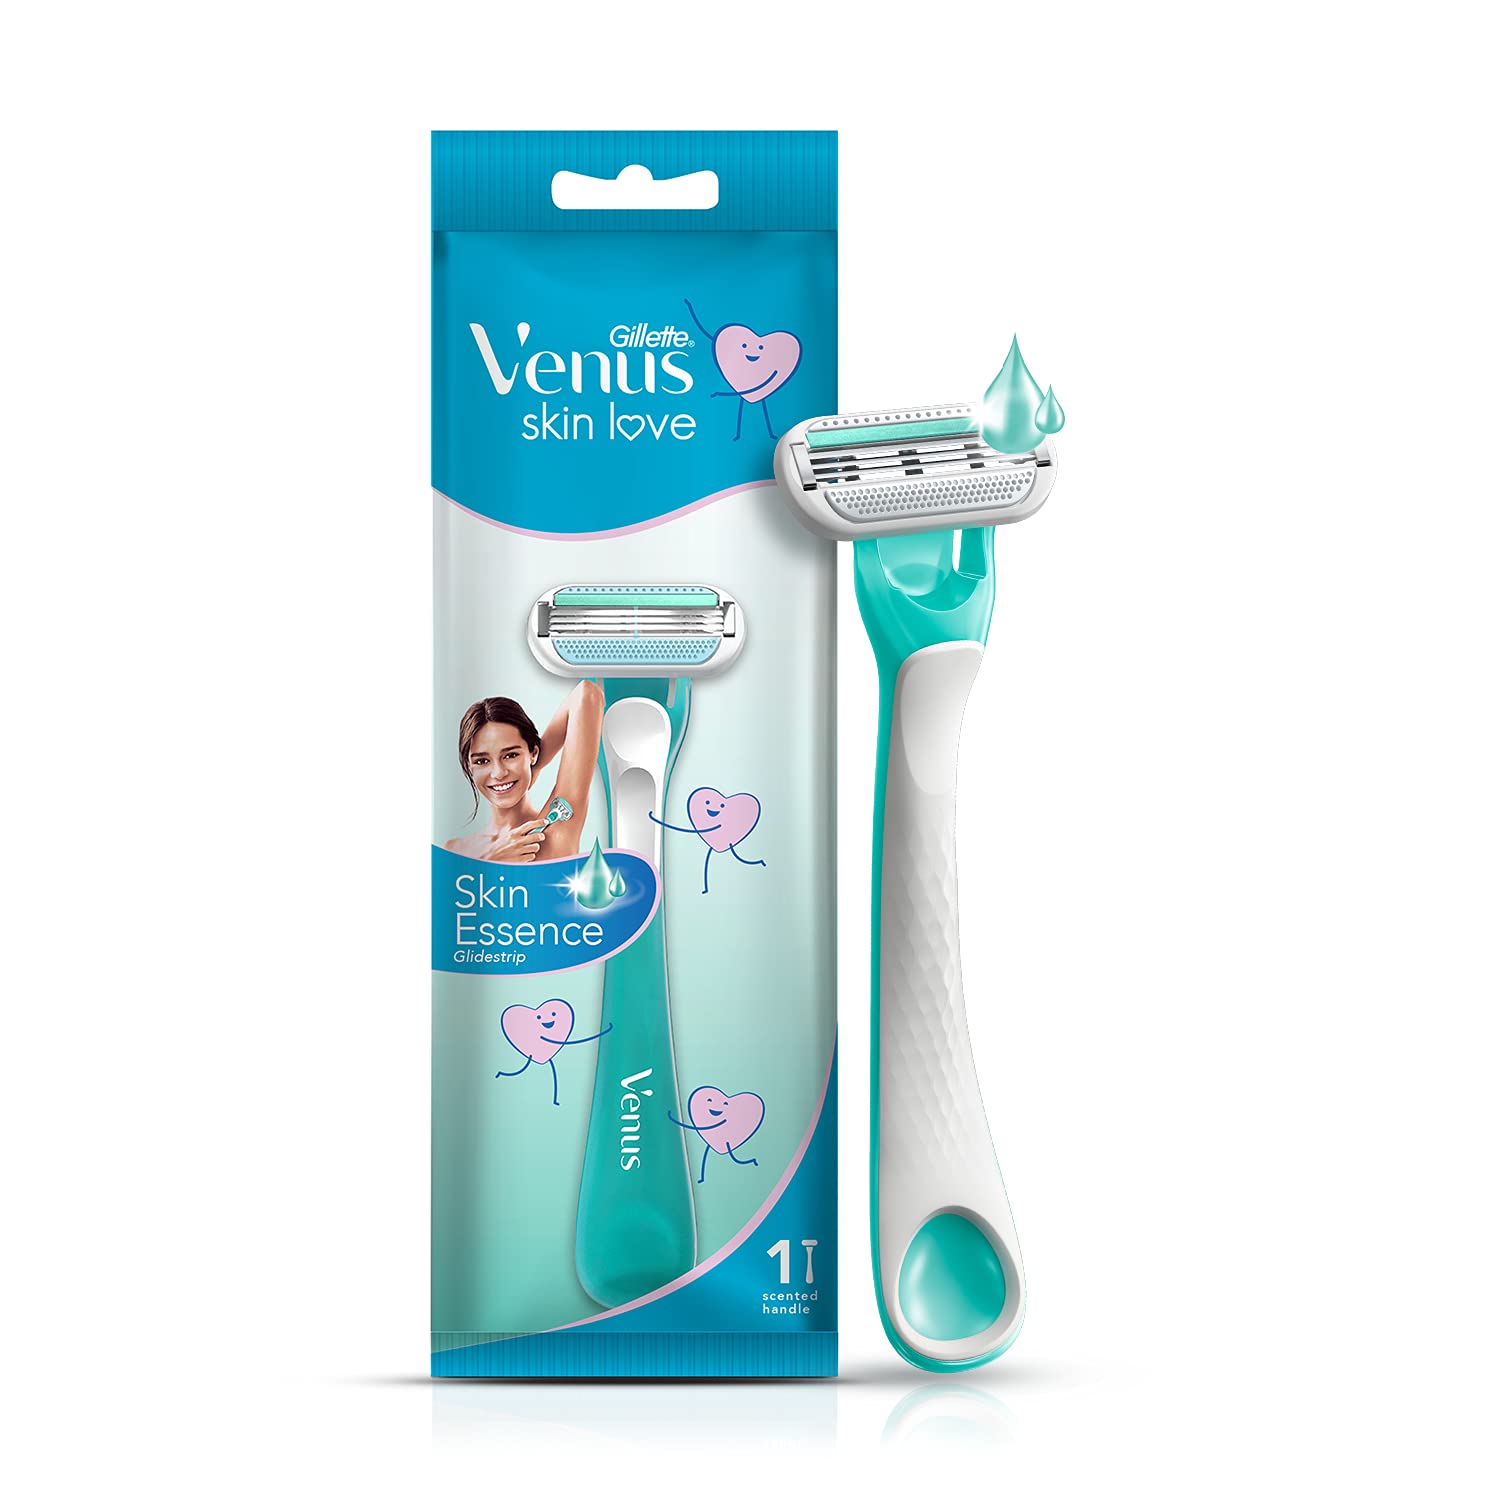 Gillette®
Venus
skin love
Skin
Essence
Glidestrip
Venus
1
scented
handle